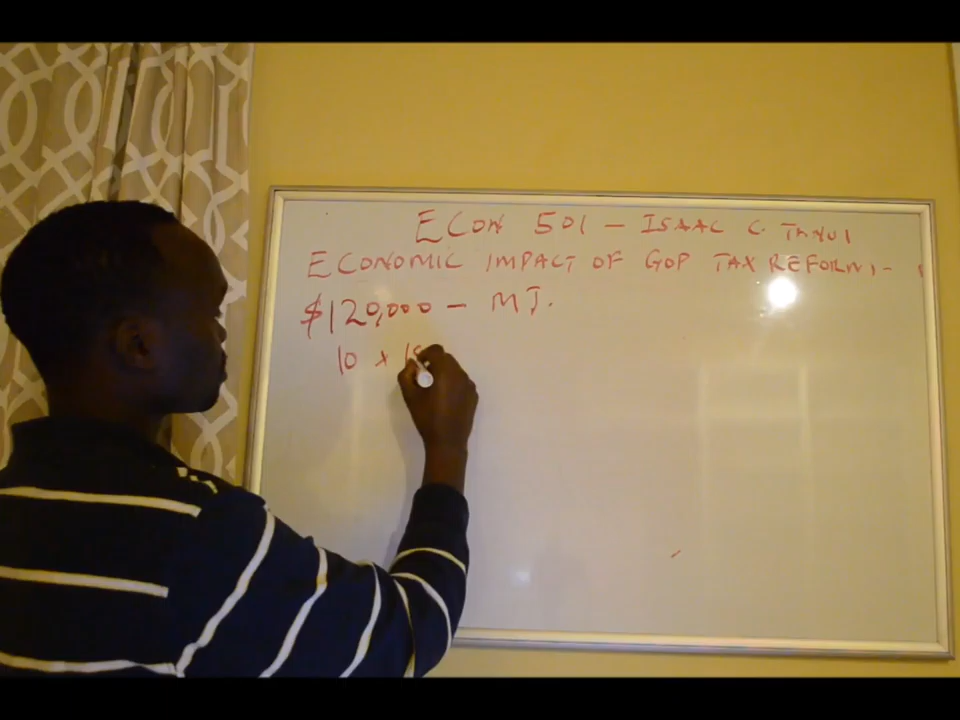 ECON 501 - ISAAC C. TANUI
ECONOMIC IMPACT OF GOP TAX REFORM:-
$120,000 - MJ.
10 x